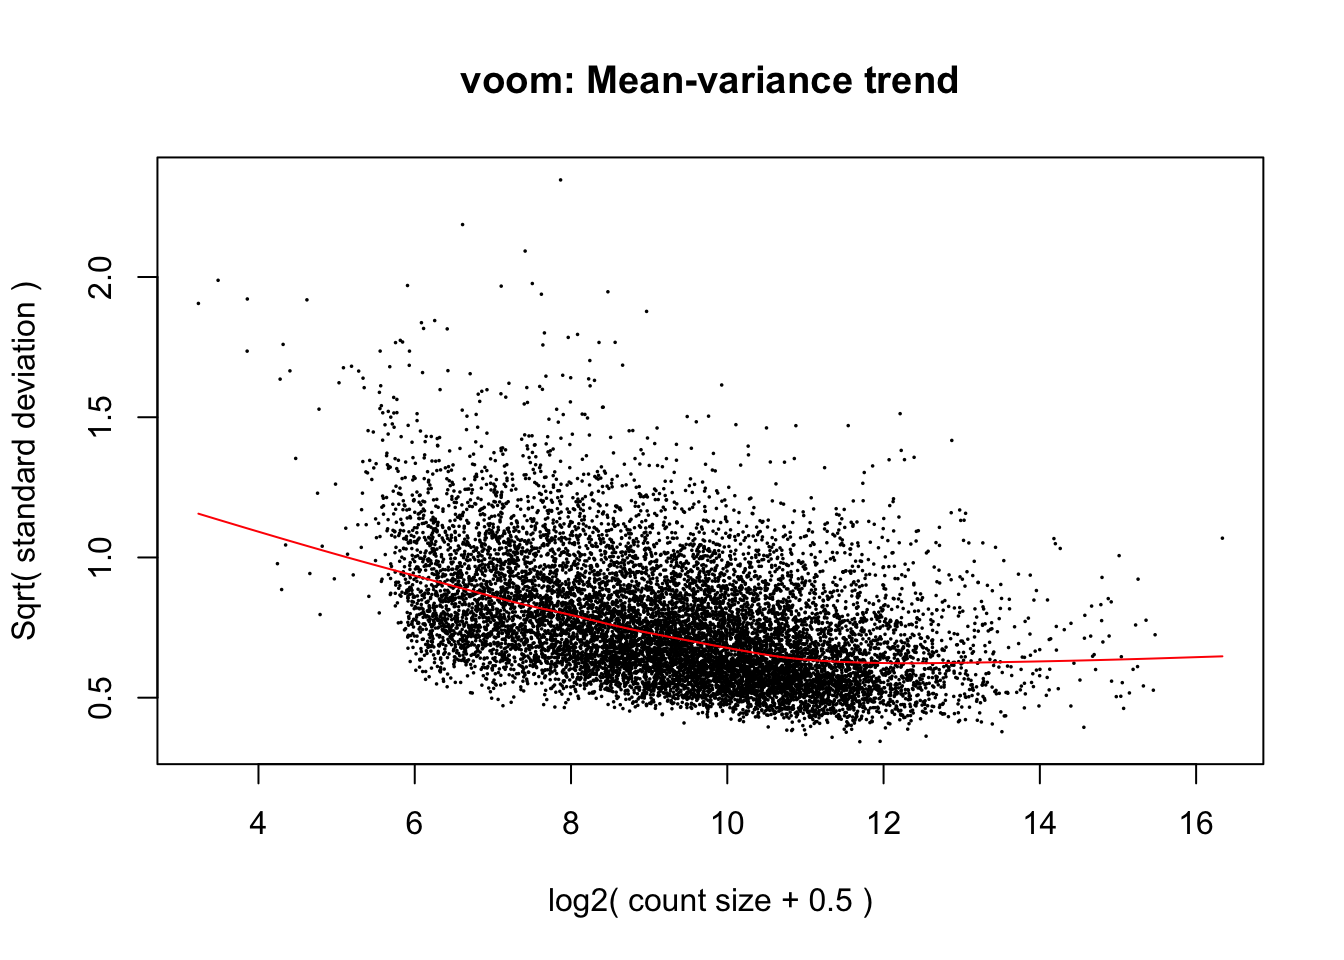 voom: Mean-variance trend
Sqrt( standard deviation )
2.0
1.5
1.0
0.5
4 6 8 10 12 14 16
log2( count size + 0.5 )